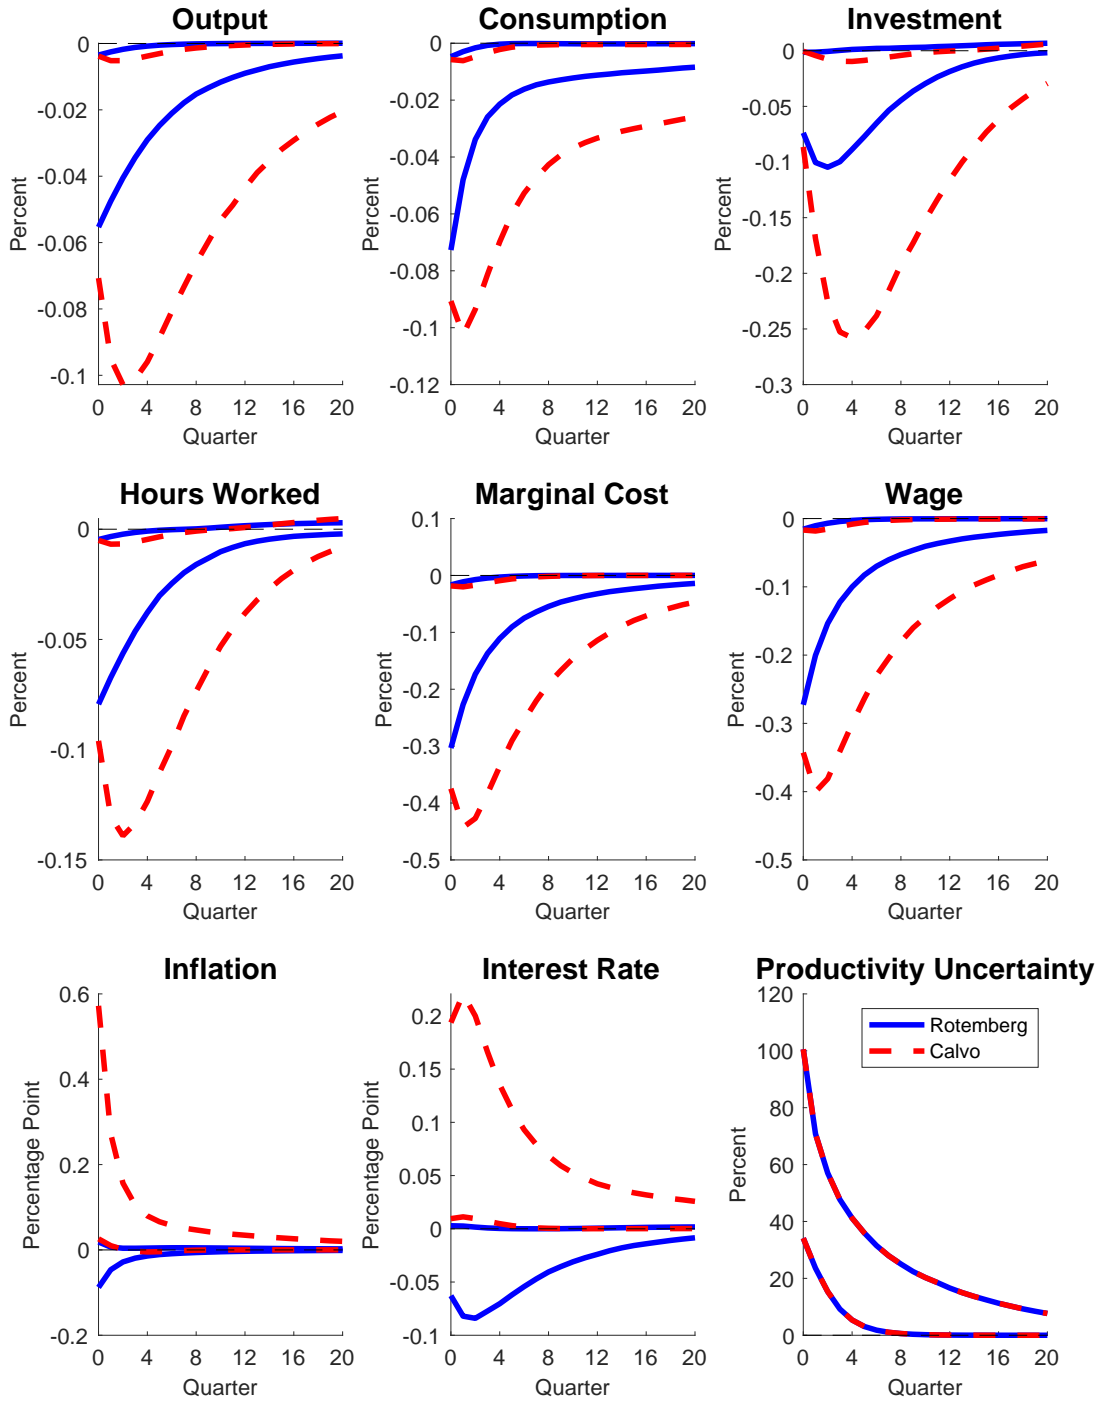 Output
Consumption
Investment
0
-0.02
-0.04
-0.06
-0.08
-0.1
Percent
0 4 8 12 16 20
Quarter
0
-0.02
-0.04
-0.06
-0.08
-0.1
-0.12
Percent
0 4 8 12 16 20
Quarter
0
-0.05
-0.1
-0.15
-0.2
-0.25
-0.3
Percent
0 4 8 12 16 20
Quarter
Hours Worked
Marginal Cost
Wage
0
-0.05
-0.1
-0.15
Percent
0 4 8 12 16 20
Quarter
0.1
0
-0.1
-0.2
-0.3
-0.4
-0.5
Percent
0 4 8 12 16 20
Quarter
0
-0.1
-0.2
-0.3
-0.4
-0.5
Percent
0 4 8 12 16 20
Quarter
Inflation
Interest Rate
Productivity Uncertainty
0.6
0.4
0.2
0
-0.2
Percentage Point
0 4 8 12 16 20
Quarter
0.2
0.15
0.1
0.05
0
-0.05
-0.1
Percentage Point
0 4 8 12 16 20
Quarter
120
100
80
60
40
20
0
Percent
Rotemberg
Calvo
0 4 8 12 16 20
Quarter